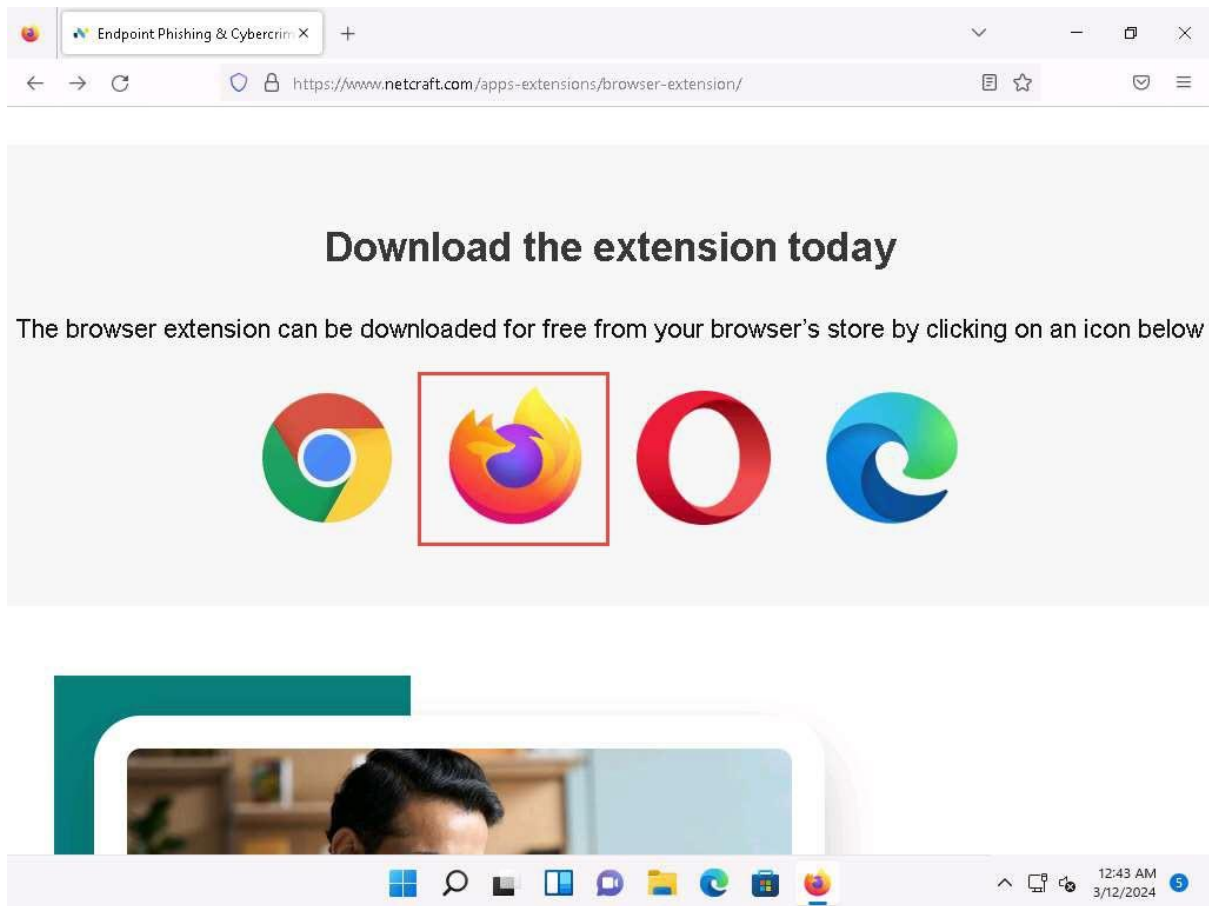 Endpoint Phishing & Cybercrim
https://www.netcraft.com/apps-extensions/browser-extension/
Download the extension today
The browser extension can be downloaded for free from your browser's store by clicking on an icon below
12:43 AM
3/12/2024
5